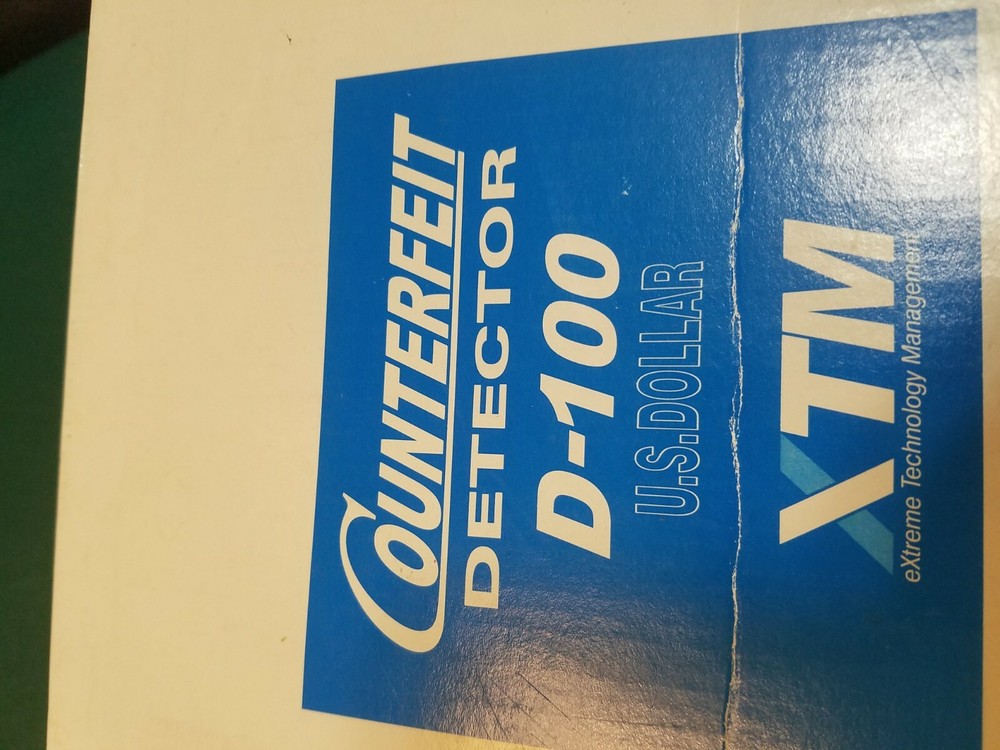 COUNTERFEIT
DETECTOR
D-100
U.S.DOLLAR
XTM
eXtreme Technology Management